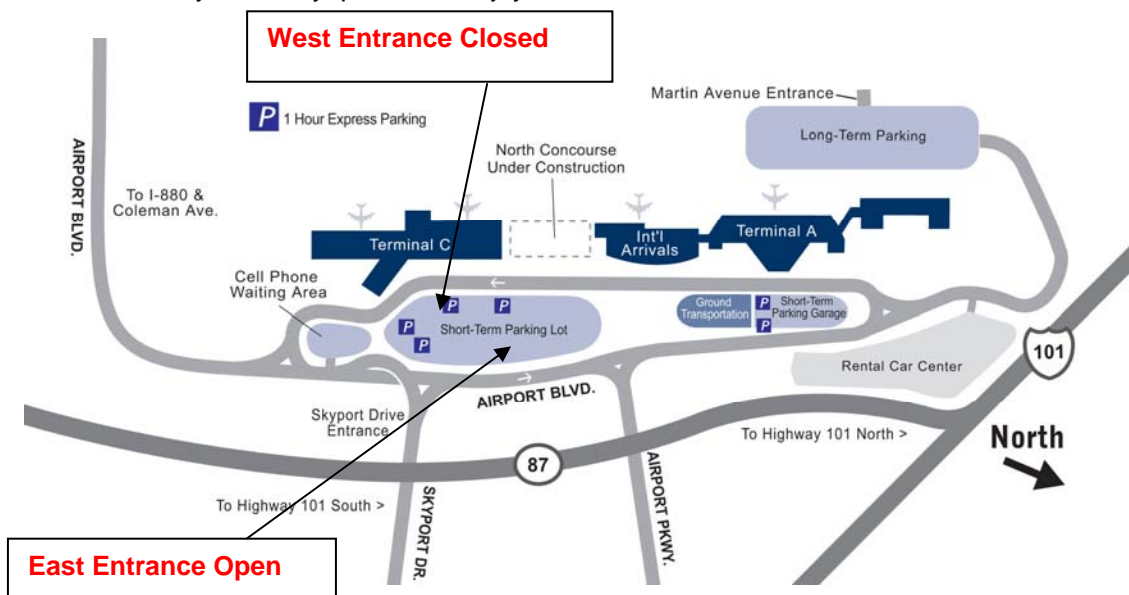 West Entrance Closed
P 1 Hour Express Parking
Martin Avenue Entrance
Long-Term Parking
AIRPORT BLVD.
To I-880 &
Coleman Ave.
North Concourse
Under Construction
Terminal C
Int'l
Arrivals
Terminal A
Cell Phone
Waiting Area
P
P
P
P
Short-Term Parking Lot
Ground
Transportation
P
P
Short-Term
Parking Garage
101
Rental Car Center
AIRPORT BLVD.
Skyport Drive
Entrance
To Highway 101 North >
North
87
To Highway 101 South >
SKYPORT DR.
AIRPORT PKWY.
East Entrance Open